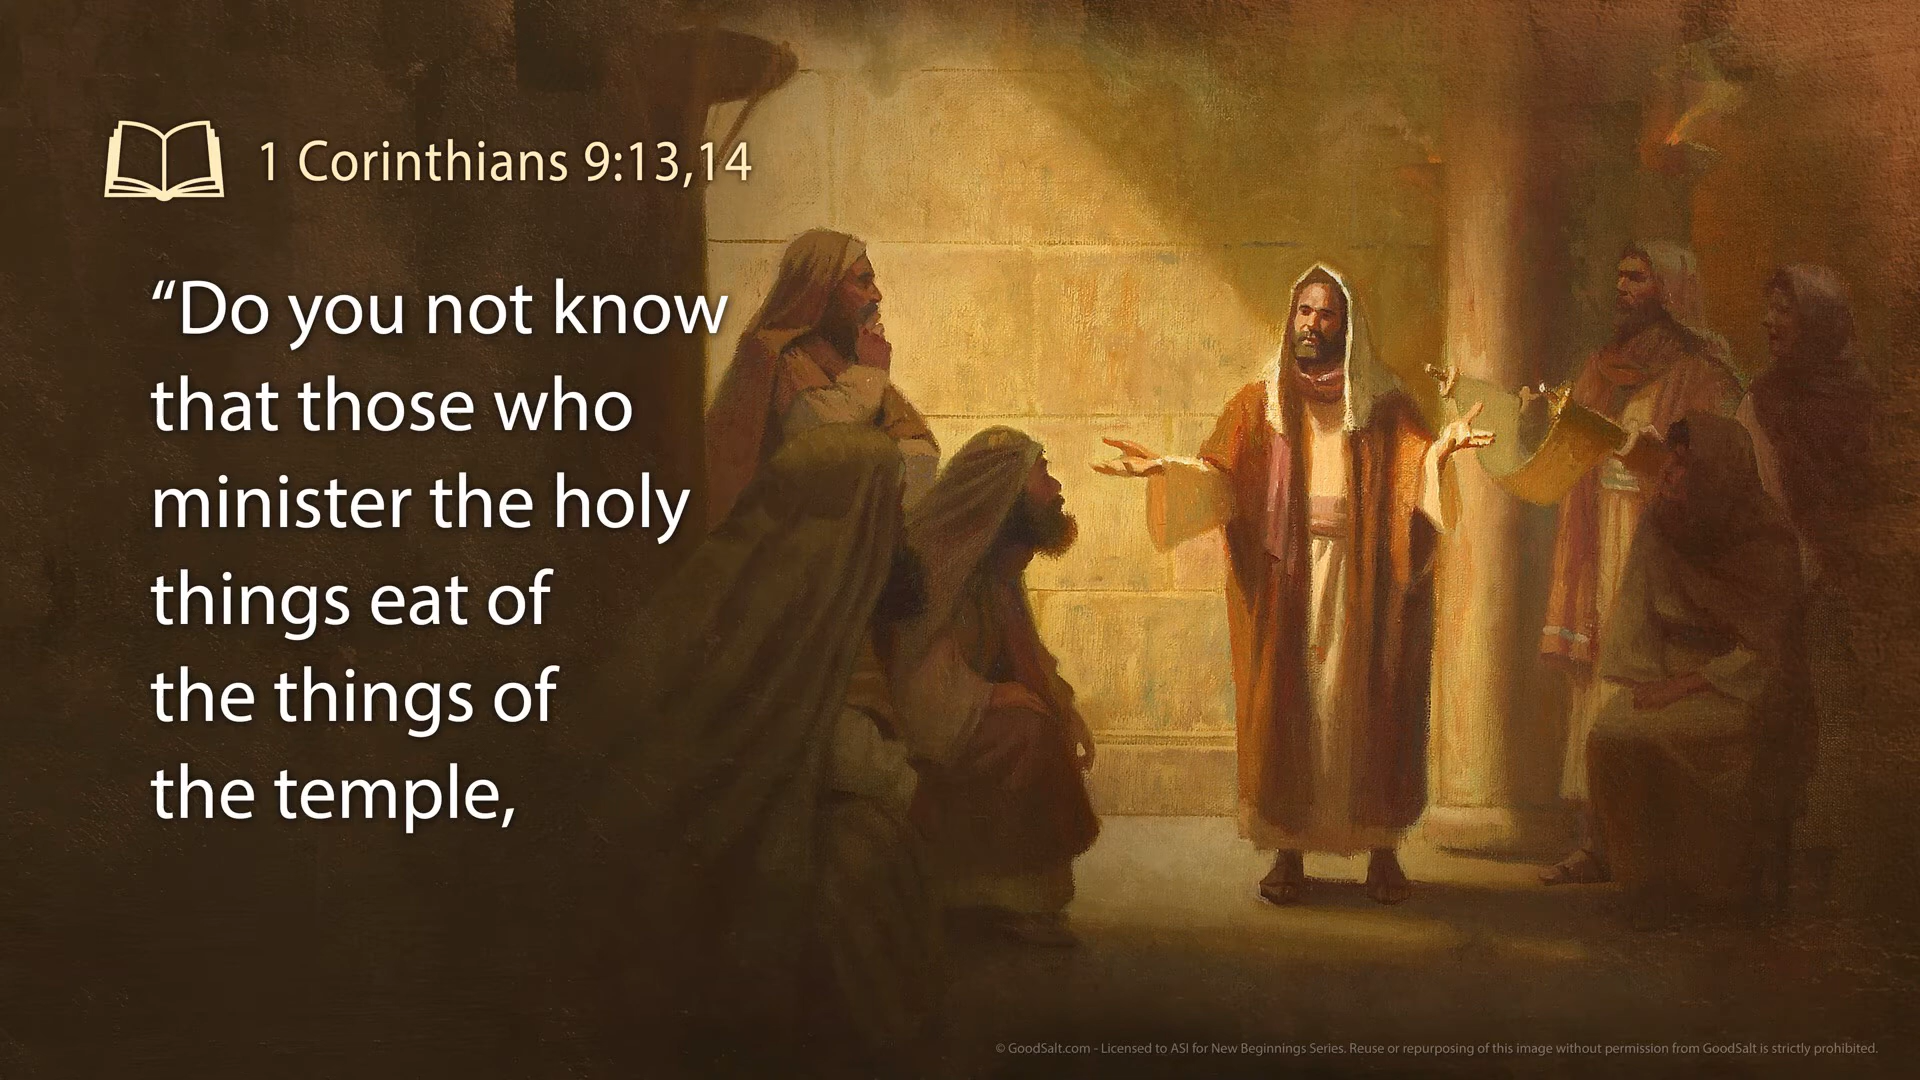 1 Corinthians 9:13,14
“Do you not know
that those who
minister the holy
things eat of
the things of
the temple,
© GoodSalt.com - Licensed to ASI for New Beginnings Series. Reuse or repurposing of this image without permission from GoodSalt is strictly prohibited.